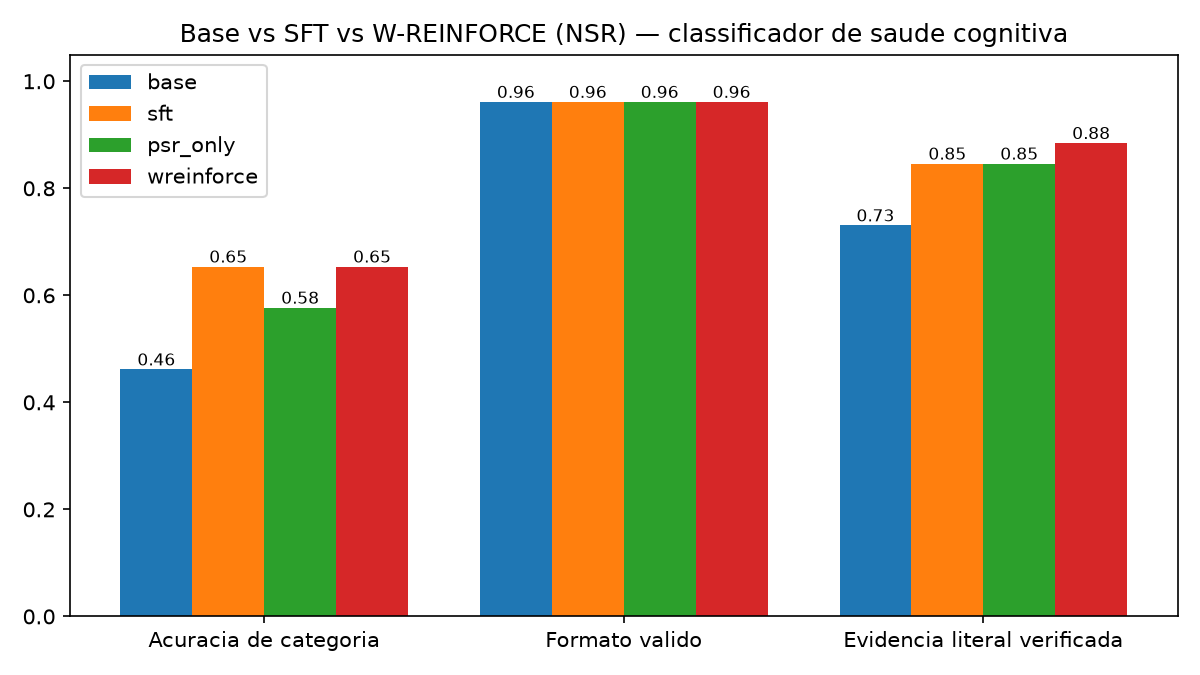 Base vs SFT vs W-REINFORCE (NSR) — classificador de saude cognitiva
base
sft
psr_only
wreinforce
1.0
0.8
0.6
0.4
0.2
0.0
0.46
0.65
0.58
0.65
0.96
0.96
0.96
0.96
0.73
0.85
0.85
0.88
Acuracia de categoria
Formato valido
Evidencia literal verificada